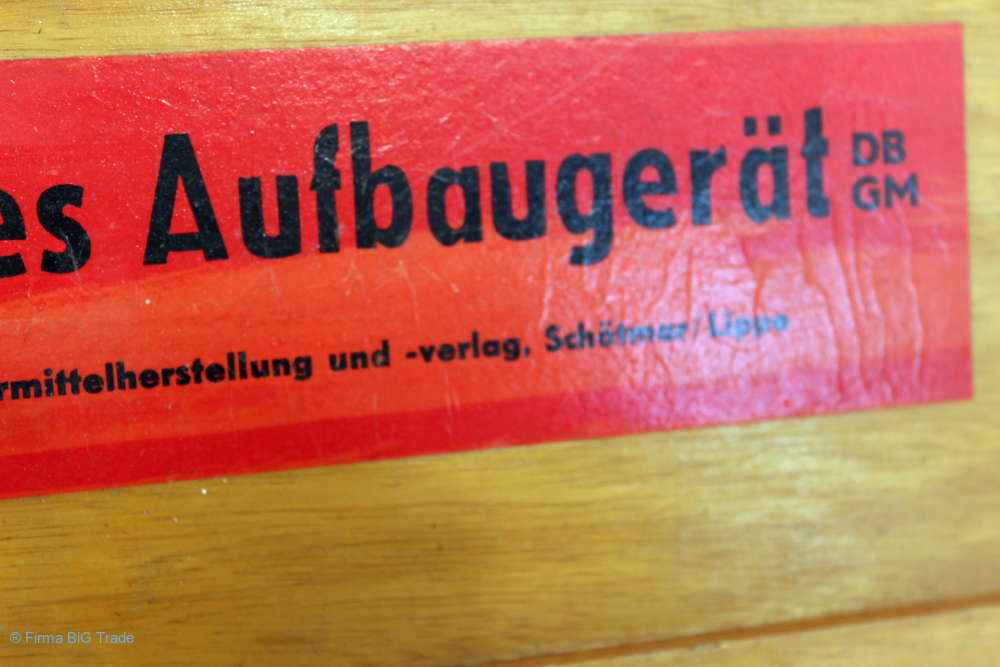 es Aufbaugerät DB
GM
rmittelherstellung und -verlag, Schötmar/Lippe
® Firma BIG Trade